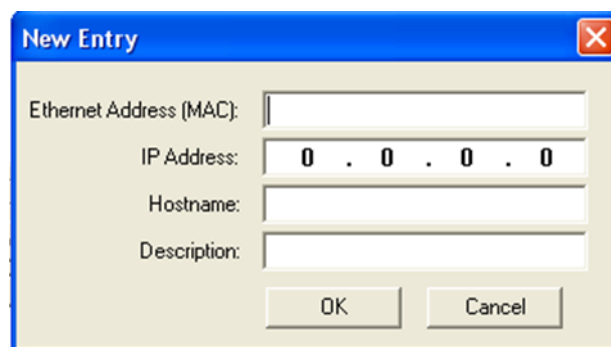 New Entry
Ethernet Address (MAC):
IP Address: 0 . 0 . 0 . 0
Hostname:
Description:
OK Cancel